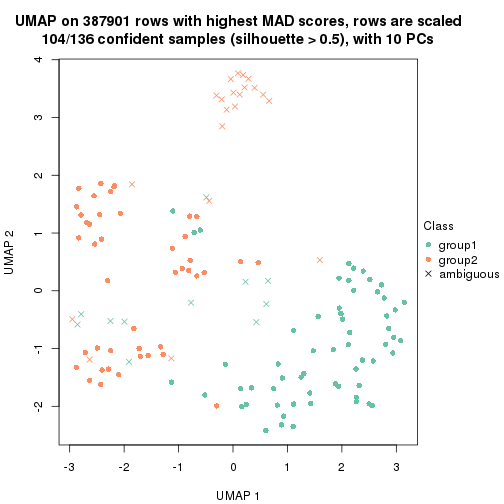 UMAP on 387901 rows with highest MAD scores, rows are scaled
104/136 confident samples (silhouette > 0.5), with 10 PCs
4
3
2
1
0
-1
-2
UMAP 2
-3
-2
-1
0
1
2
3
UMAP 1
Class
group1
group2
ambiguous